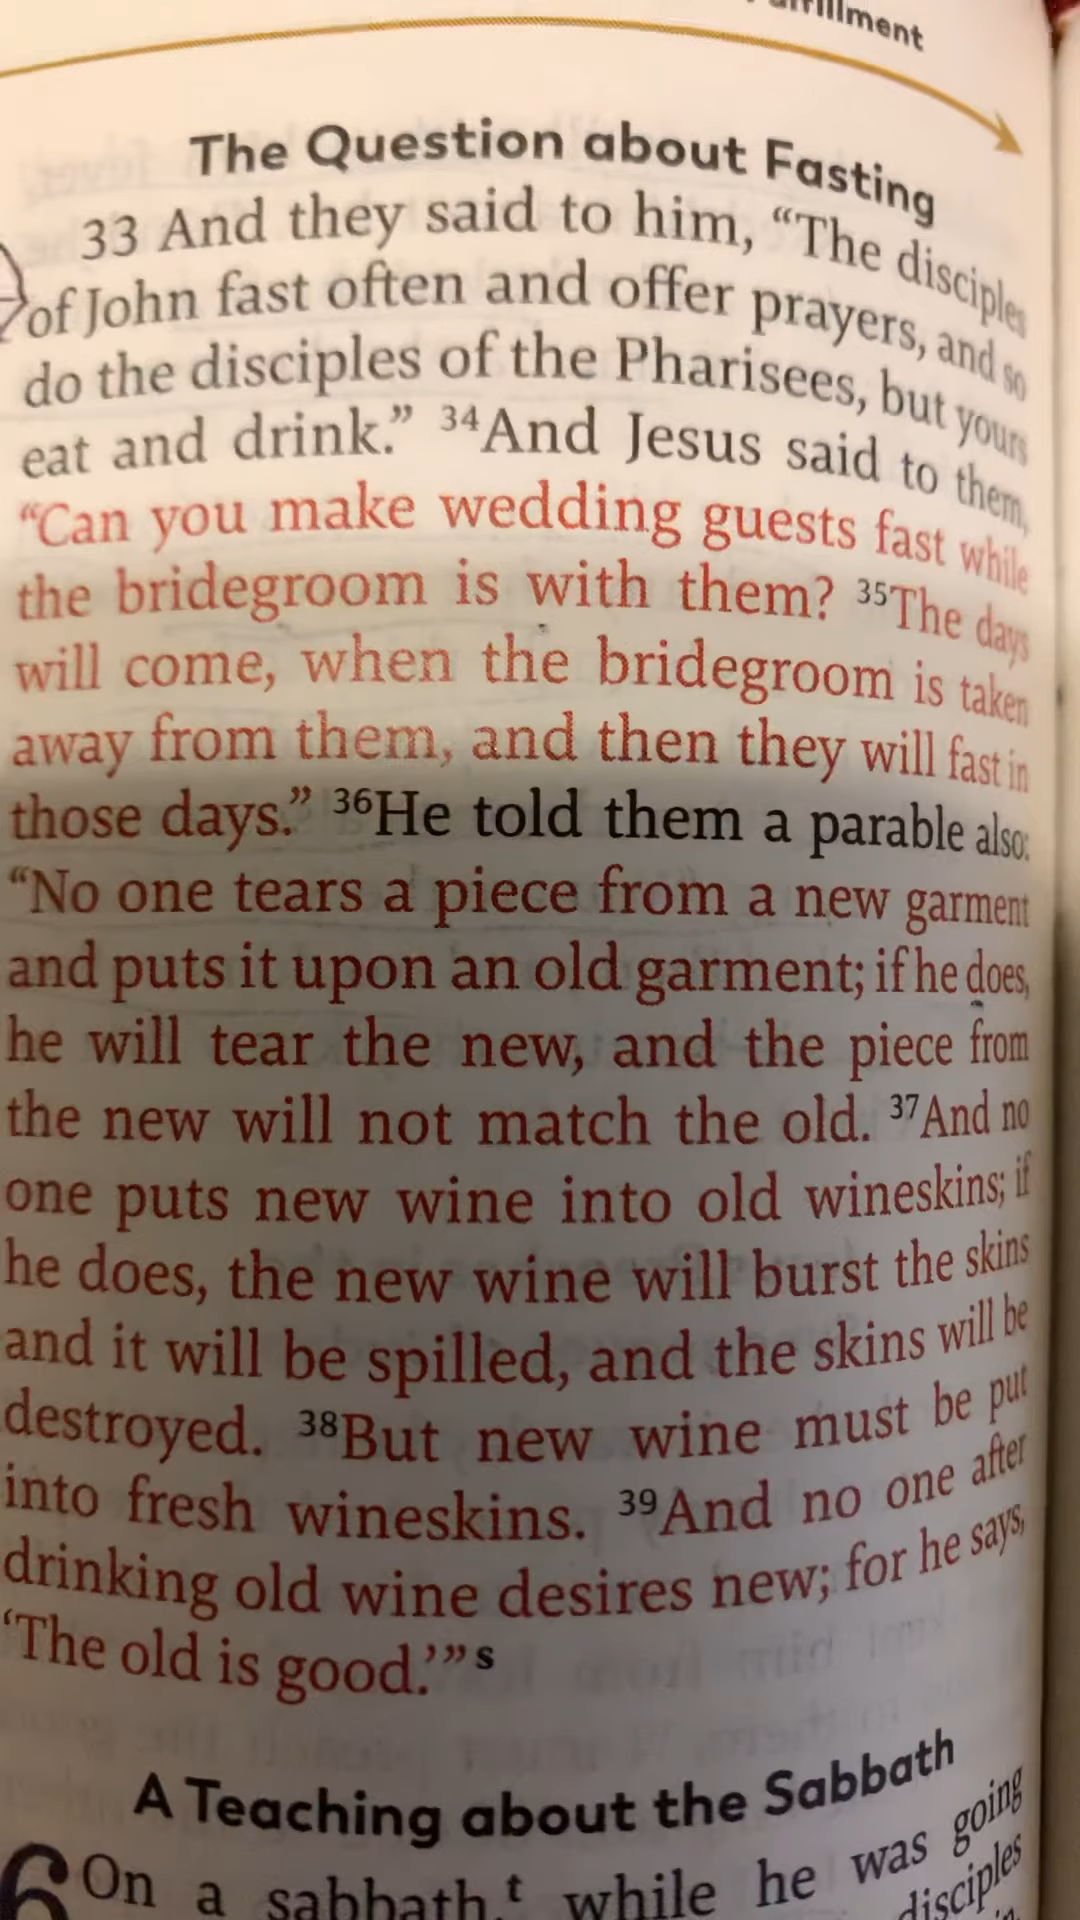 The Question about Fasting
33 And they said to him, “The disciples
of John fast often and offer prayers, and so
do the disciples of the Pharisees, but yours
eat and drink.” 34And Jesus said to them,
“Can you make wedding guests fast while
the bridegroom is with them? 35The days
will come, when the bridegroom is taken
away from them, and then they will fast in
those days.” 36He told them a parable also:
“No one tears a piece from a new garment
and puts it upon an old garment; if he does,
he will tear the new, and the piece from
the new will not match the old. 37And no
one puts new wine into old wineskins; if
he does, the new wine will burst the skins
and it will be spilled, and the skins will be
destroyed. 38But new wine must be put
into fresh wineskins. 39And no one after
drinking old wine desires new; for he says,
‘The old is good.’” s
A Teaching about the Sabbath
6 On a sabbath, t while he was going
disciples